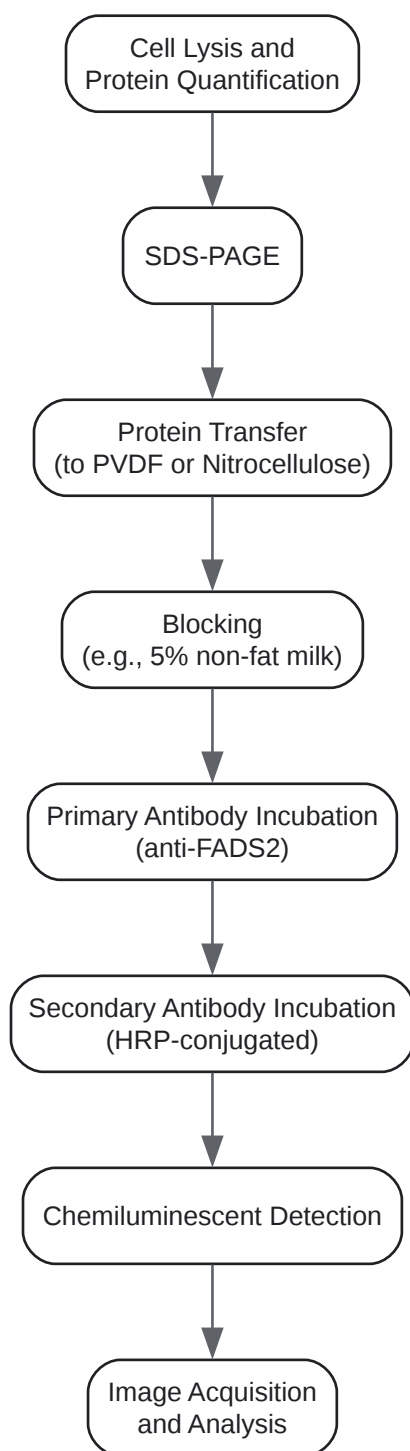 Cell Lysis and
Protein Quantification
SDS-PAGE
Protein Transfer
(to PVDF or Nitrocellulose)
Blocking
(e.g., 5% non-fat milk)
Primary Antibody Incubation
(anti-FADS2)
Secondary Antibody Incubation
(HRP-conjugated)
Chemiluminescent Detection
Image Acquisition
and Analysis